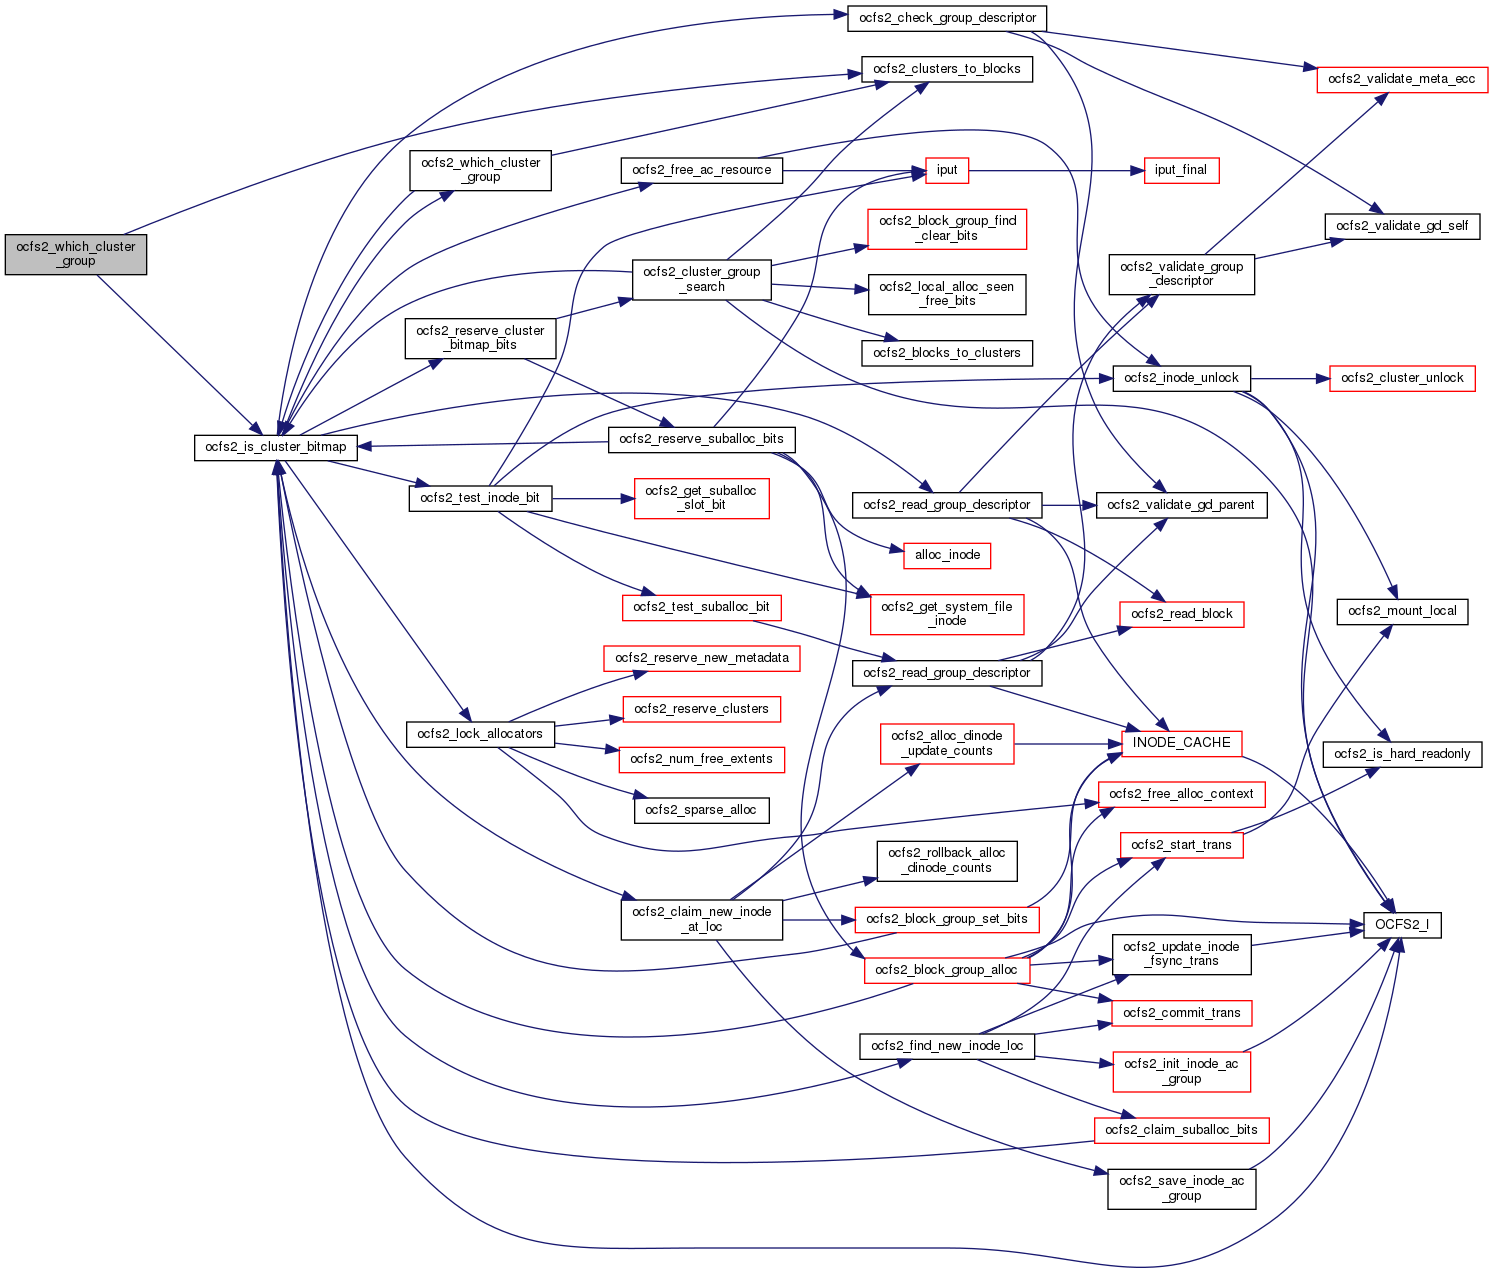 ocfs2_check_group_descriptor
ocfs2_clusters_to_blocks
ocfs2_validate_meta_ecc
ocfs2_which_cluster
_group
ocfs2_free_ac_resource
iput
iput_final
ocfs2_block_group_find
_clear_bits
ocfs2_validate_gd_self
ocfs2_which_cluster
_group
ocfs2_cluster_group
_search
ocfs2_validate_group
_descriptor
ocfs2_local_alloc_seen
_free_bits
ocfs2_reserve_cluster
_bitmap_bits
ocfs2_blocks_to_clusters
ocfs2_inode_unlock
ocfs2_cluster_unlock
ocfs2_is_cluster_bitmap
ocfs2_reserve_suballoc_bits
ocfs2_test_inode_bit
ocfs2_get_suballoc
_slot_bit
ocfs2_read_group_descriptor
ocfs2_validate_gd_parent
alloc_inode
ocfs2_test_suballoc_bit
ocfs2_get_system_file
_inode
ocfs2_read_block
ocfs2_mount_local
ocfs2_reserve_new_metadata
ocfs2_read_group_descriptor
ocfs2_reserve_clusters
ocfs2_lock_allocators
ocfs2_alloc_dinode
_update_counts
INODE_CACHE
ocfs2_num_free_extents
ocfs2_is_hard_readonly
ocfs2_sparse_alloc
ocfs2_free_alloc_context
ocfs2_start_trans
ocfs2_rollback_alloc
_dinode_counts
ocfs2_claim_new_inode
_at_loc
ocfs2_block_group_set_bits
OCFS2_I
ocfs2_update_inode
_fsync_trans
ocfs2_block_group_alloc
ocfs2_commit_trans
ocfs2_find_new_inode_loc
ocfs2_init_inode_ac
_group
ocfs2_claim_suballoc_bits
ocfs2_save_inode_ac
_group